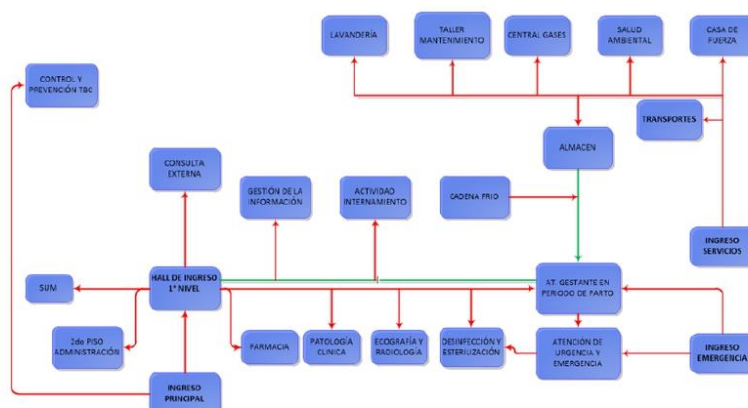 LAVANDERÍA
TALLER
MANTENMIENTO
CENTRAL GASES
SALUD
AMBIENTAL
CASA DE
FUERZA
CONTROL Y
PREVENCIÓN TBC
TRANSPORTES
ALMACEN
CONSULTA
EXTERNA
GESTIÓN DE LA
INFORMACIÓN
ACTIVIDAD
INTERNAMIENTO
CADENA FRIO
INGRESO
SERVICIOS
SUM
HALL DE INGRESO
1° NIVEL
AT. GESTANTE EN
PERIODO DE PARTO
2do PISO
ADMINISTRACIÓN
FARMACIA
PATOLOGÍA
CLINICA
ECOGRAFÍA Y
RADIOLOGÍA
DESINFECCIÓN Y
ESTERILIZACIÓN
ATENCIÓN DE
URGENCIA Y
EMERGENCIA
INGRESO
EMERGENCIA
INGRESO
PRINCIPAL